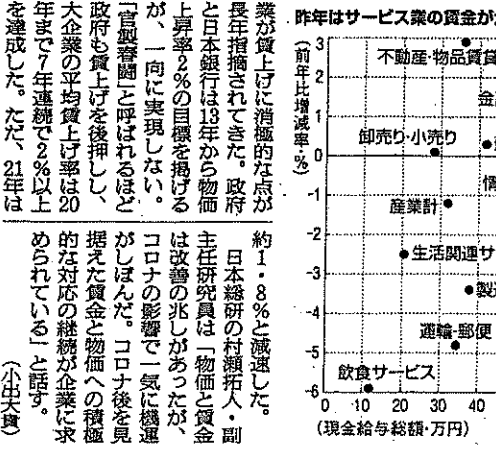 業が賃上げに消極的な点が
長年指摘されてきた。政府
と日本銀行は13年から物価
上昇率2%の目標を掲げる
が、一向に実現しない。
「官製春闘」と呼ばれるほど
政府も賃上げを後押しし、
大企業の平均賃上げ率は20
年まで7年連続で2%以上
を達成した。ただ、21年は
約1・8%と減速した。
日本総研の村瀬拓人・副
主任研究員は「物価と賃金
は改善の兆しがあったが、
コロナの影響で一気に機運
がしぼんだ。コロナ後を見
据えた賃金と物価への積極
的な対応の継続が企業に求
められている」と話す。
(小出大貴)
昨年はサービス業の賃金が
(前年比増減率・%)
3
2
1
0
-1
-2
-3
-4
-5
-6
不動産・物品賃貸
金
卸売り・小売り
情
産業計
生活関連サ
製造
運輸・郵便
飲食サービス
0
10
20
30
40
(現金給与総額・万円)